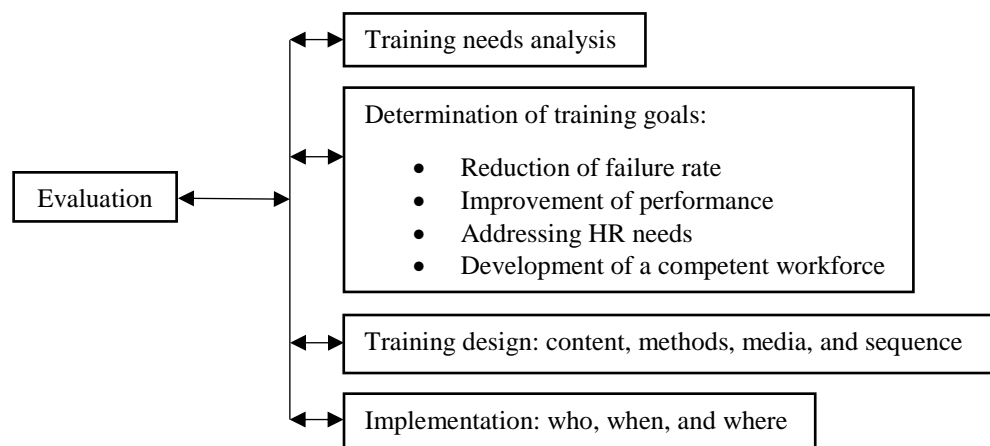 Training needs analysis
Determination of training goals:
• Reduction of failure rate
• Improvement of performance
• Addressing HR needs
• Development of a competent workforce
Evaluation
Training design: content, methods, media, and sequence
Implementation: who, when, and where